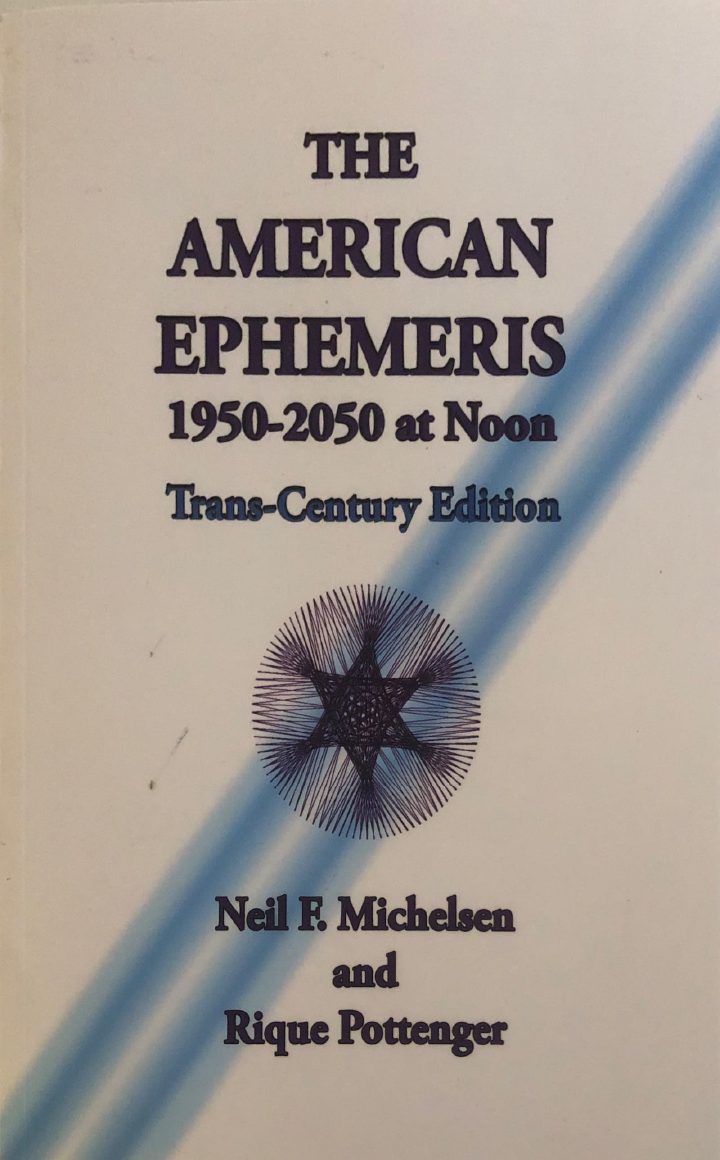 THE
AMERICAN
EPHEMERIS
1950-2050 at Noon
Trans-Century Edition
Neil F. Michelsen
and
Rique Pottenger